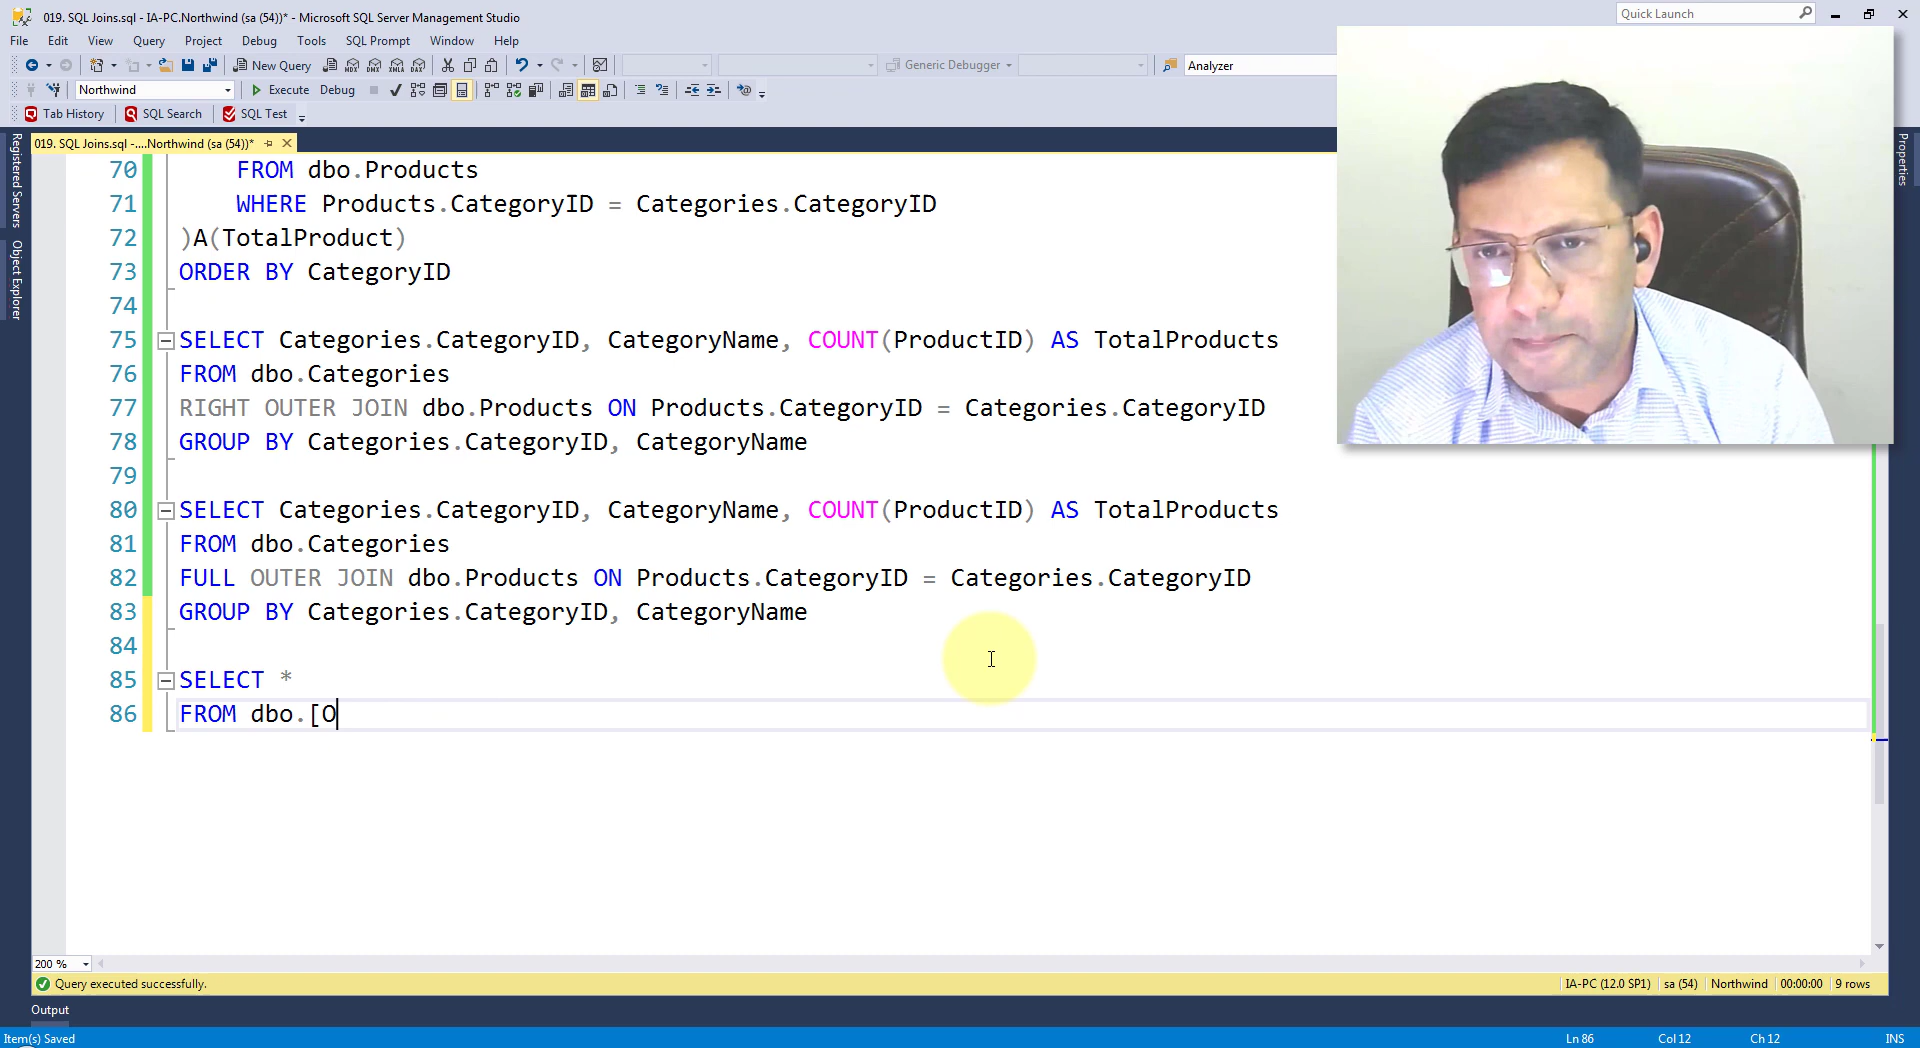 019. SQL Joins.sql - IA-PC.Northwind (sa (54))* - Microsoft SQL Server Management Studio
Quick Launch
File Edit View Query Project Debug Tools SQL Prompt Window Help
New Query
MDX DMX XMLA DAX
Generic Debugger
Analyzer
Northwind
Execute Debug
Tab History SQL Search SQL Test
019. SQL Joins.sql -....Northwind (sa (54))*
Registered Servers
Object Explorer
Properties
70 FROM dbo.Products
71 WHERE Products.CategoryID = Categories.CategoryID
72 )A(TotalProduct)
73 ORDER BY CategoryID
74
75 SELECT Categories.CategoryID, CategoryName, COUNT(ProductID) AS TotalProducts
76 FROM dbo.Categories
77 RIGHT OUTER JOIN dbo.Products ON Products.CategoryID = Categories.CategoryID
78 GROUP BY Categories.CategoryID, CategoryName
79
80 SELECT Categories.CategoryID, CategoryName, COUNT(ProductID) AS TotalProducts
81 FROM dbo.Categories
82 FULL OUTER JOIN dbo.Products ON Products.CategoryID = Categories.CategoryID
83 GROUP BY Categories.CategoryID, CategoryName
84
85 SELECT *
86 FROM dbo.[O
200 %
Query executed successfully.
IA-PC (12.0 SP1) sa (54) Northwind 00:00:00 9 rows
Output
Item(s) Saved
Ln 86 Col 12 Ch 12 INS